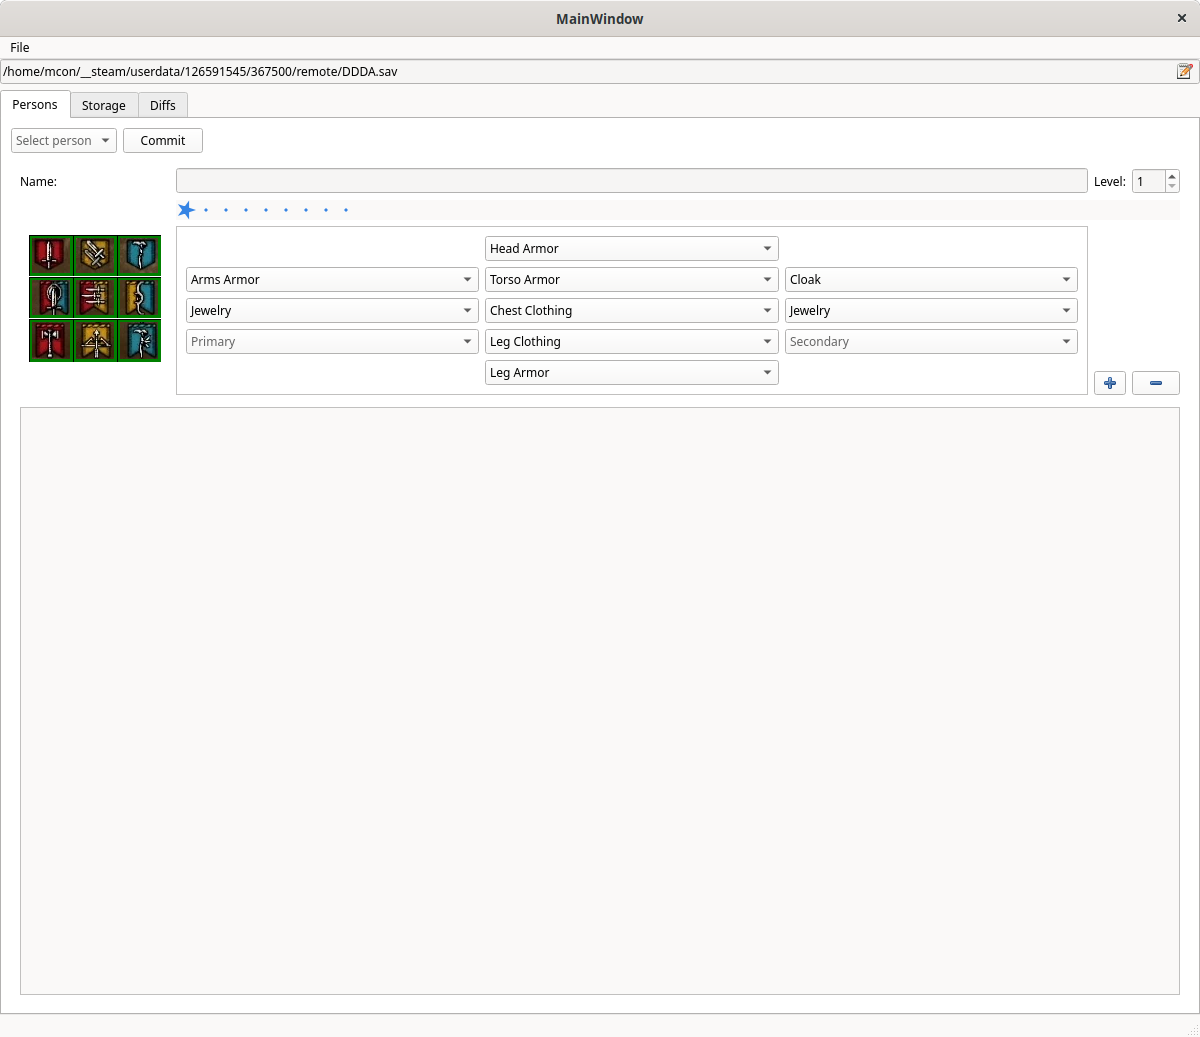 MainWindow
File
/home/mcon/__steam/userdata/126591545/367500/remote/DDDA.sav
Persons Storage Diffs
Select person Commit
Name: Level: 1
Head Armor
Arms Armor Torso Armor Cloak
Jewelry Chest Clothing Jewelry
Primary Leg Clothing Secondary
Leg Armor